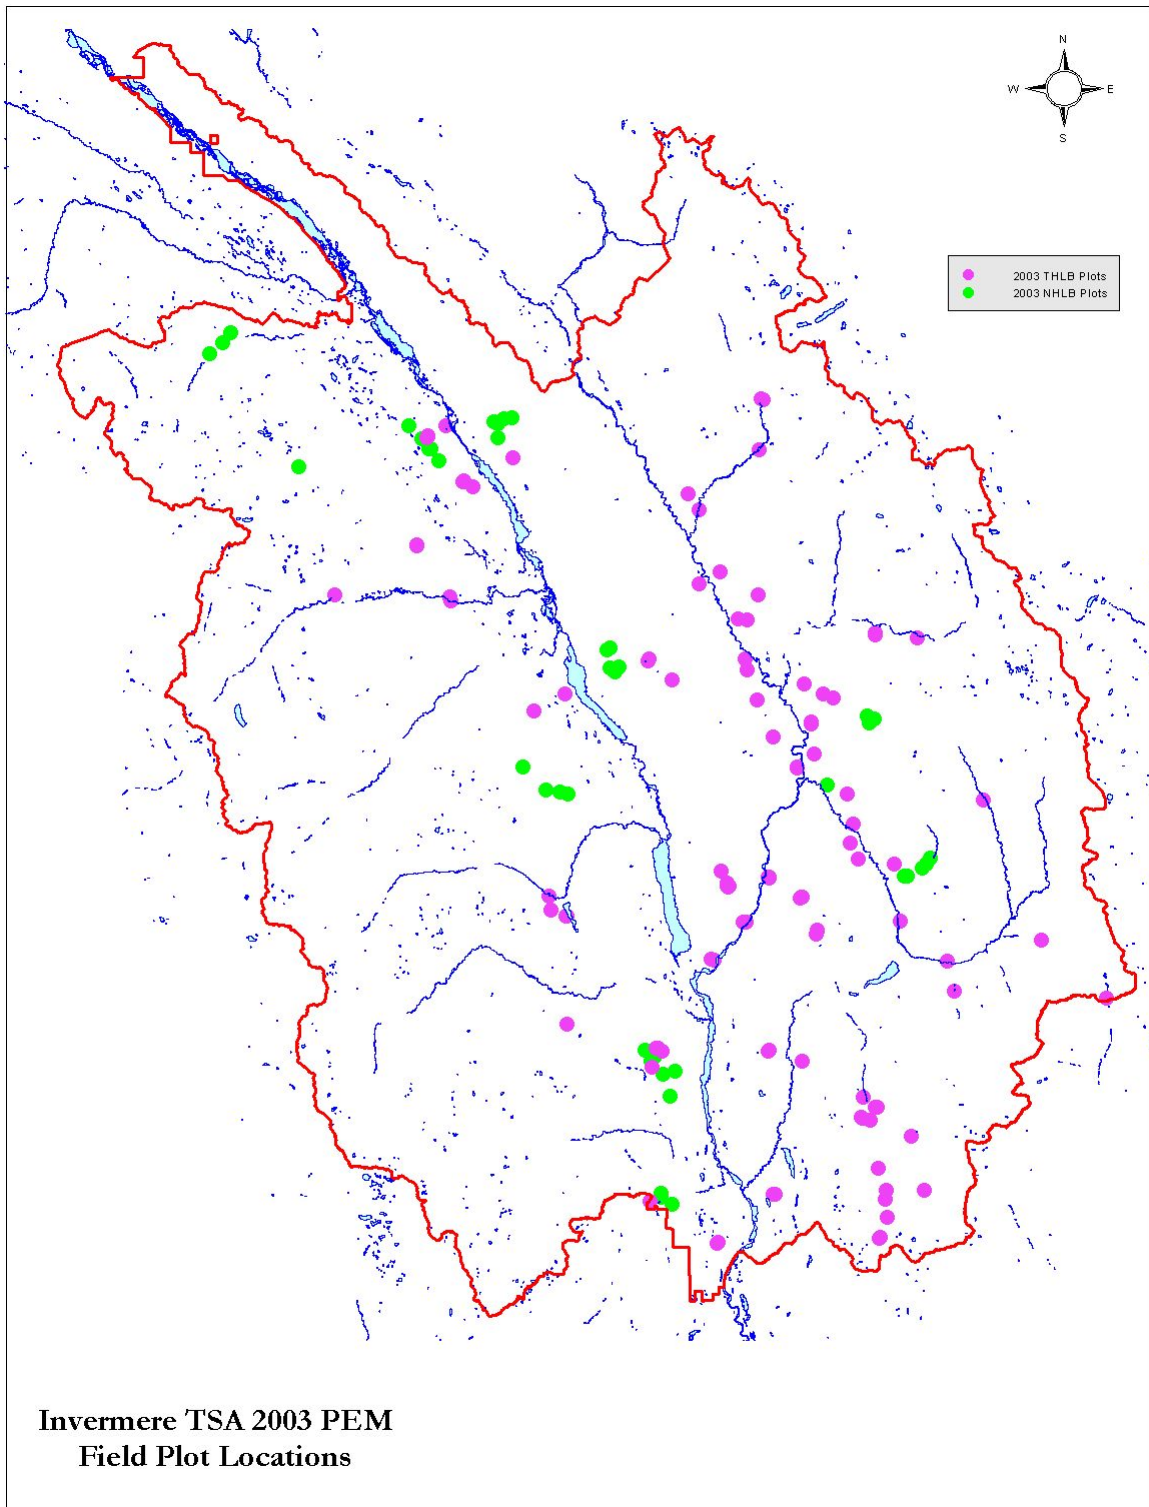 N
W E
S
2003 THLB Plots
2003 NHLB Plots
Invermere TSA 2003 PEM
Field Plot Locations